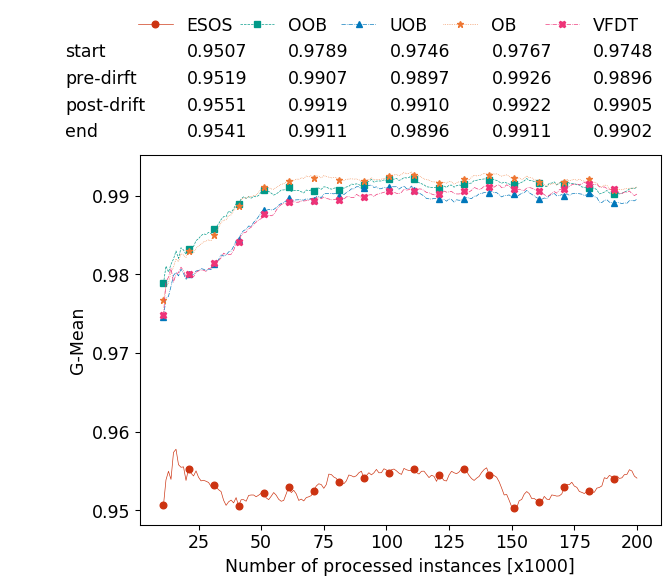 ESOS OOB UOB OB VFDT
start 0.9507 0.9789 0.9746 0.9767 0.9748
pre-dirft 0.9519 0.9907 0.9897 0.9926 0.9896
post-drift 0.9551 0.9919 0.9910 0.9922 0.9905
end 0.9541 0.9911 0.9896 0.9911 0.9902
G-Mean
0.99
0.98
0.97
0.96
0.95
25 50 75 100 125 150 175 200
Number of processed instances [x1000]